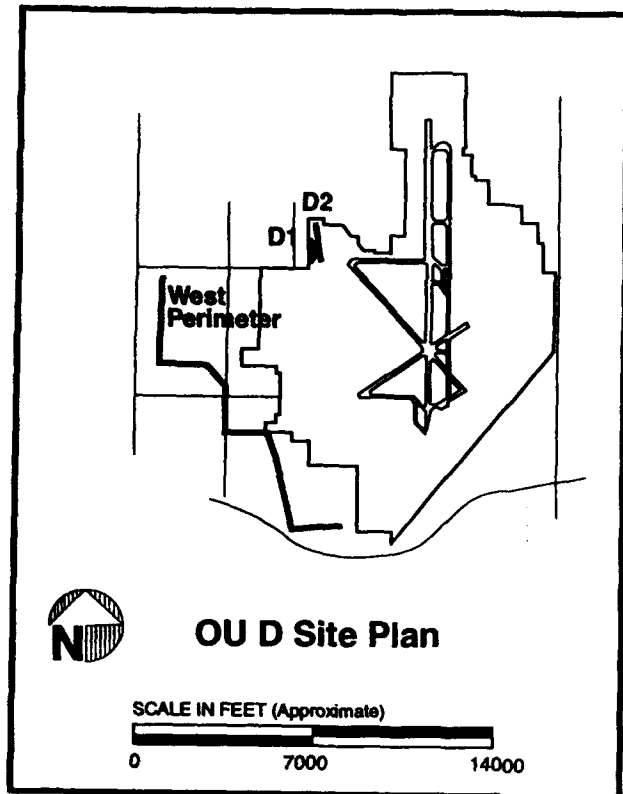 D2
D1
West
Perimeter
N
OU D Site Plan
SCALE IN FEET (Approximate)
0 7000 14000